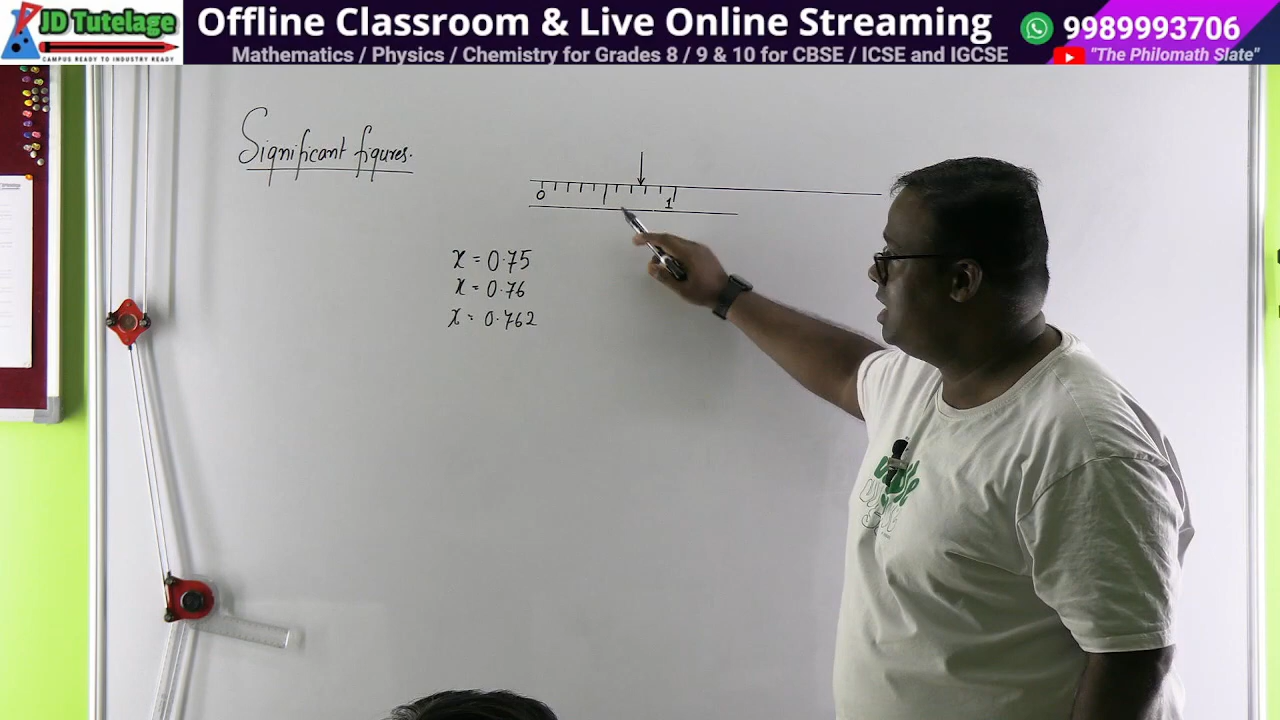 JD Tutelage
CAMPUS READY TO INDUSTRY READY
Offline Classroom & Live Online Streaming
Mathematics / Physics / Chemistry for Grades 8 / 9 & 10 for CBSE / ICSE and IGCSE
9989993706
"The Philomath Slate"
Significant figures.
0 1
x = 0.75
x = 0.76
x = 0.762